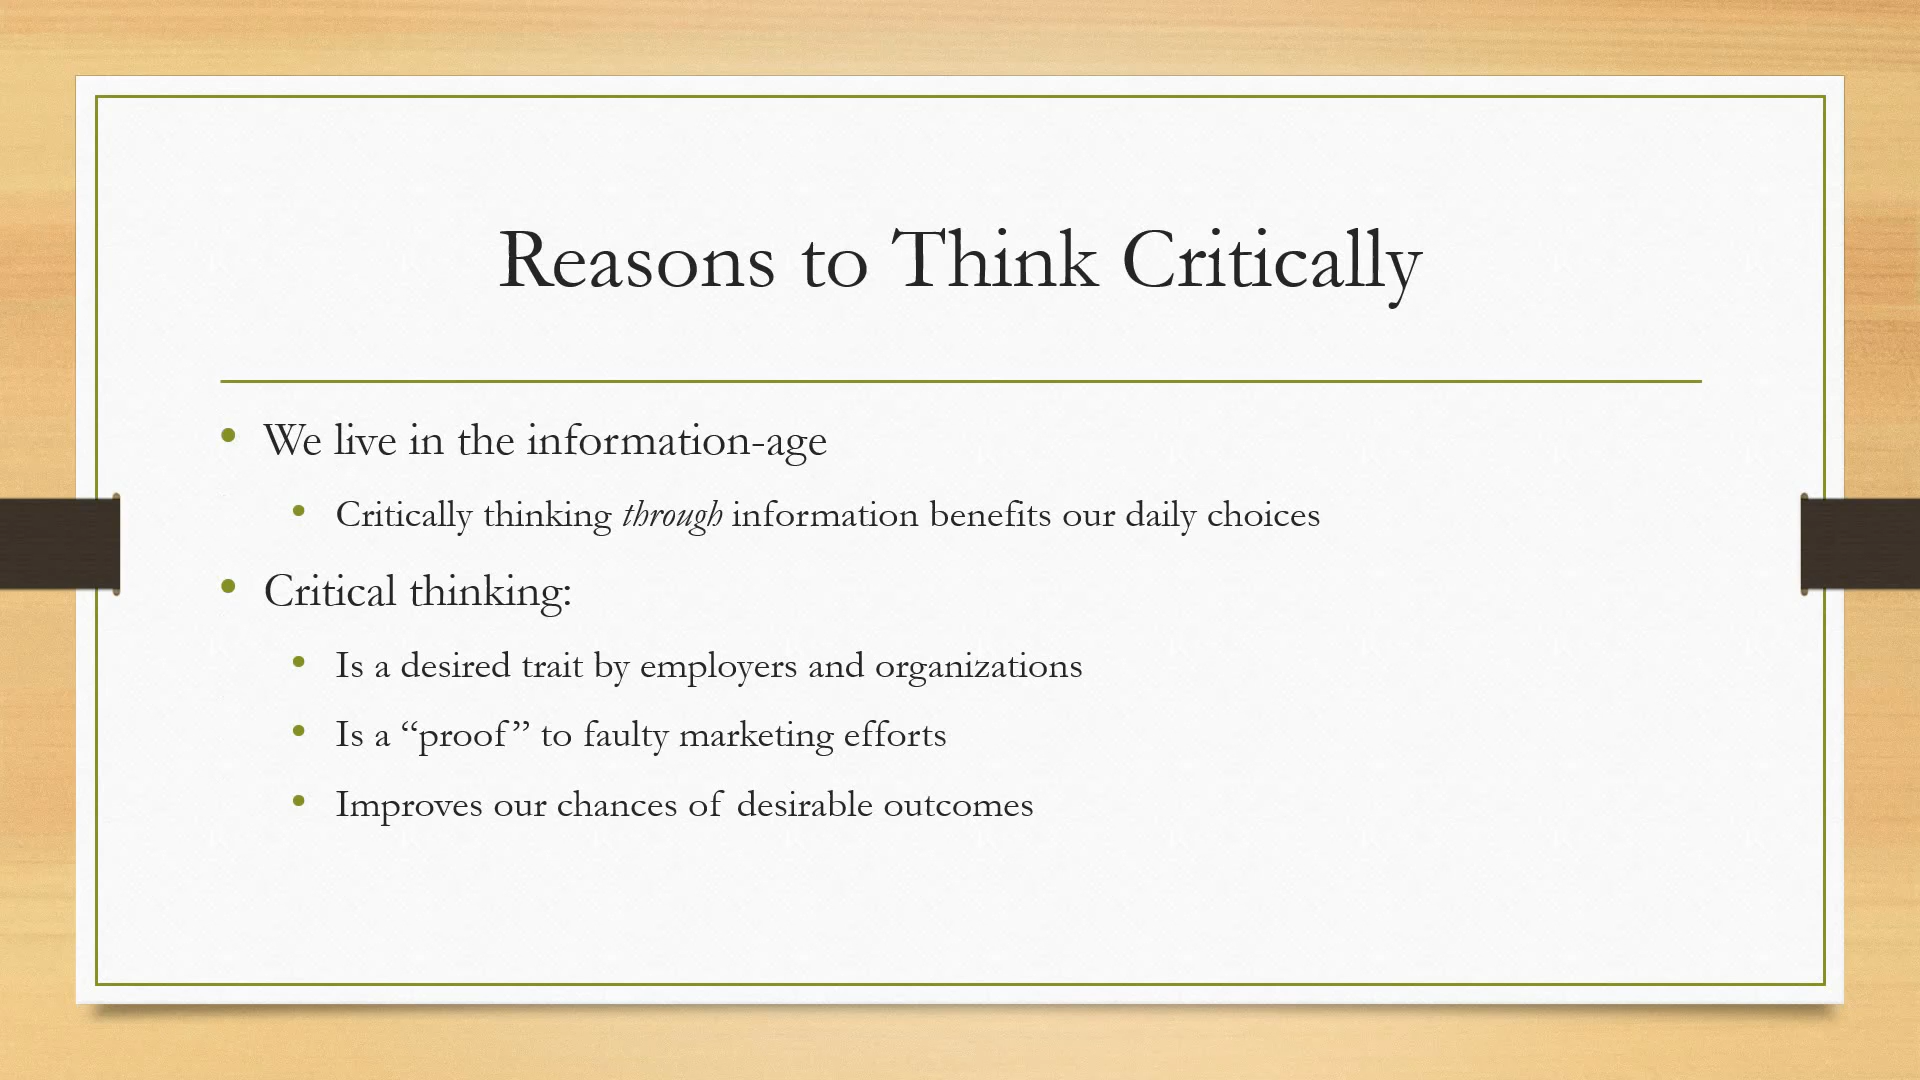 Reasons to Think Critically
• We live in the information-age
• Critically thinking through information benefits our daily choices
• Critical thinking:
• Is a desired trait by employers and organizations
• Is a “proof” to faulty marketing efforts
• Improves our chances of desirable outcomes